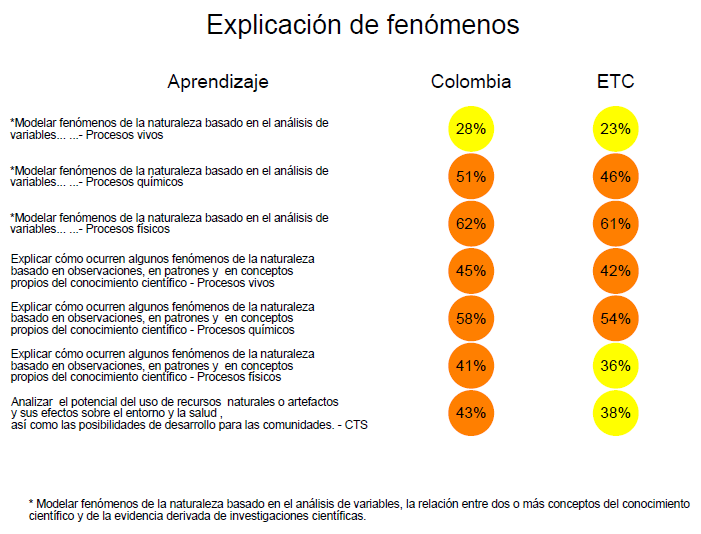 Explicación de fenómenos
Aprendizaje Colombia ETC
*Modelar fenómenos de la naturaleza basado en el análisis de
variables... ...- Procesos vivos
28% 23%
*Modelar fenómenos de la naturaleza basado en el análisis de
variables... ...- Procesos químicos
51% 46%
*Modelar fenómenos de la naturaleza basado en el análisis de
variables... ...- Procesos físicos
62% 61%
Explicar cómo ocurren algunos fenómenos de la naturaleza
basado en observaciones, en patrones y en conceptos
propios del conocimiento científico - Procesos vivos
45% 42%
Explicar cómo ocurren algunos fenómenos de la naturaleza
basado en observaciones, en patrones y en conceptos
propios del conocimiento científico - Procesos químicos
58% 54%
Explicar cómo ocurren algunos fenómenos de la naturaleza
basado en observaciones, en patrones y en conceptos
propios del conocimiento científico - Procesos físicos
41% 36%
Analizar el potencial del uso de recursos naturales o artefactos
y sus efectos sobre el entorno y la salud ,
así como las posibilidades de desarrollo para las comunidades. - CTS
43% 38%
* Modelar fenómenos de la naturaleza basado en el análisis de variables, la relación entre dos o más conceptos del conocimiento
científico y de la evidencia derivada de investigaciones científicas.